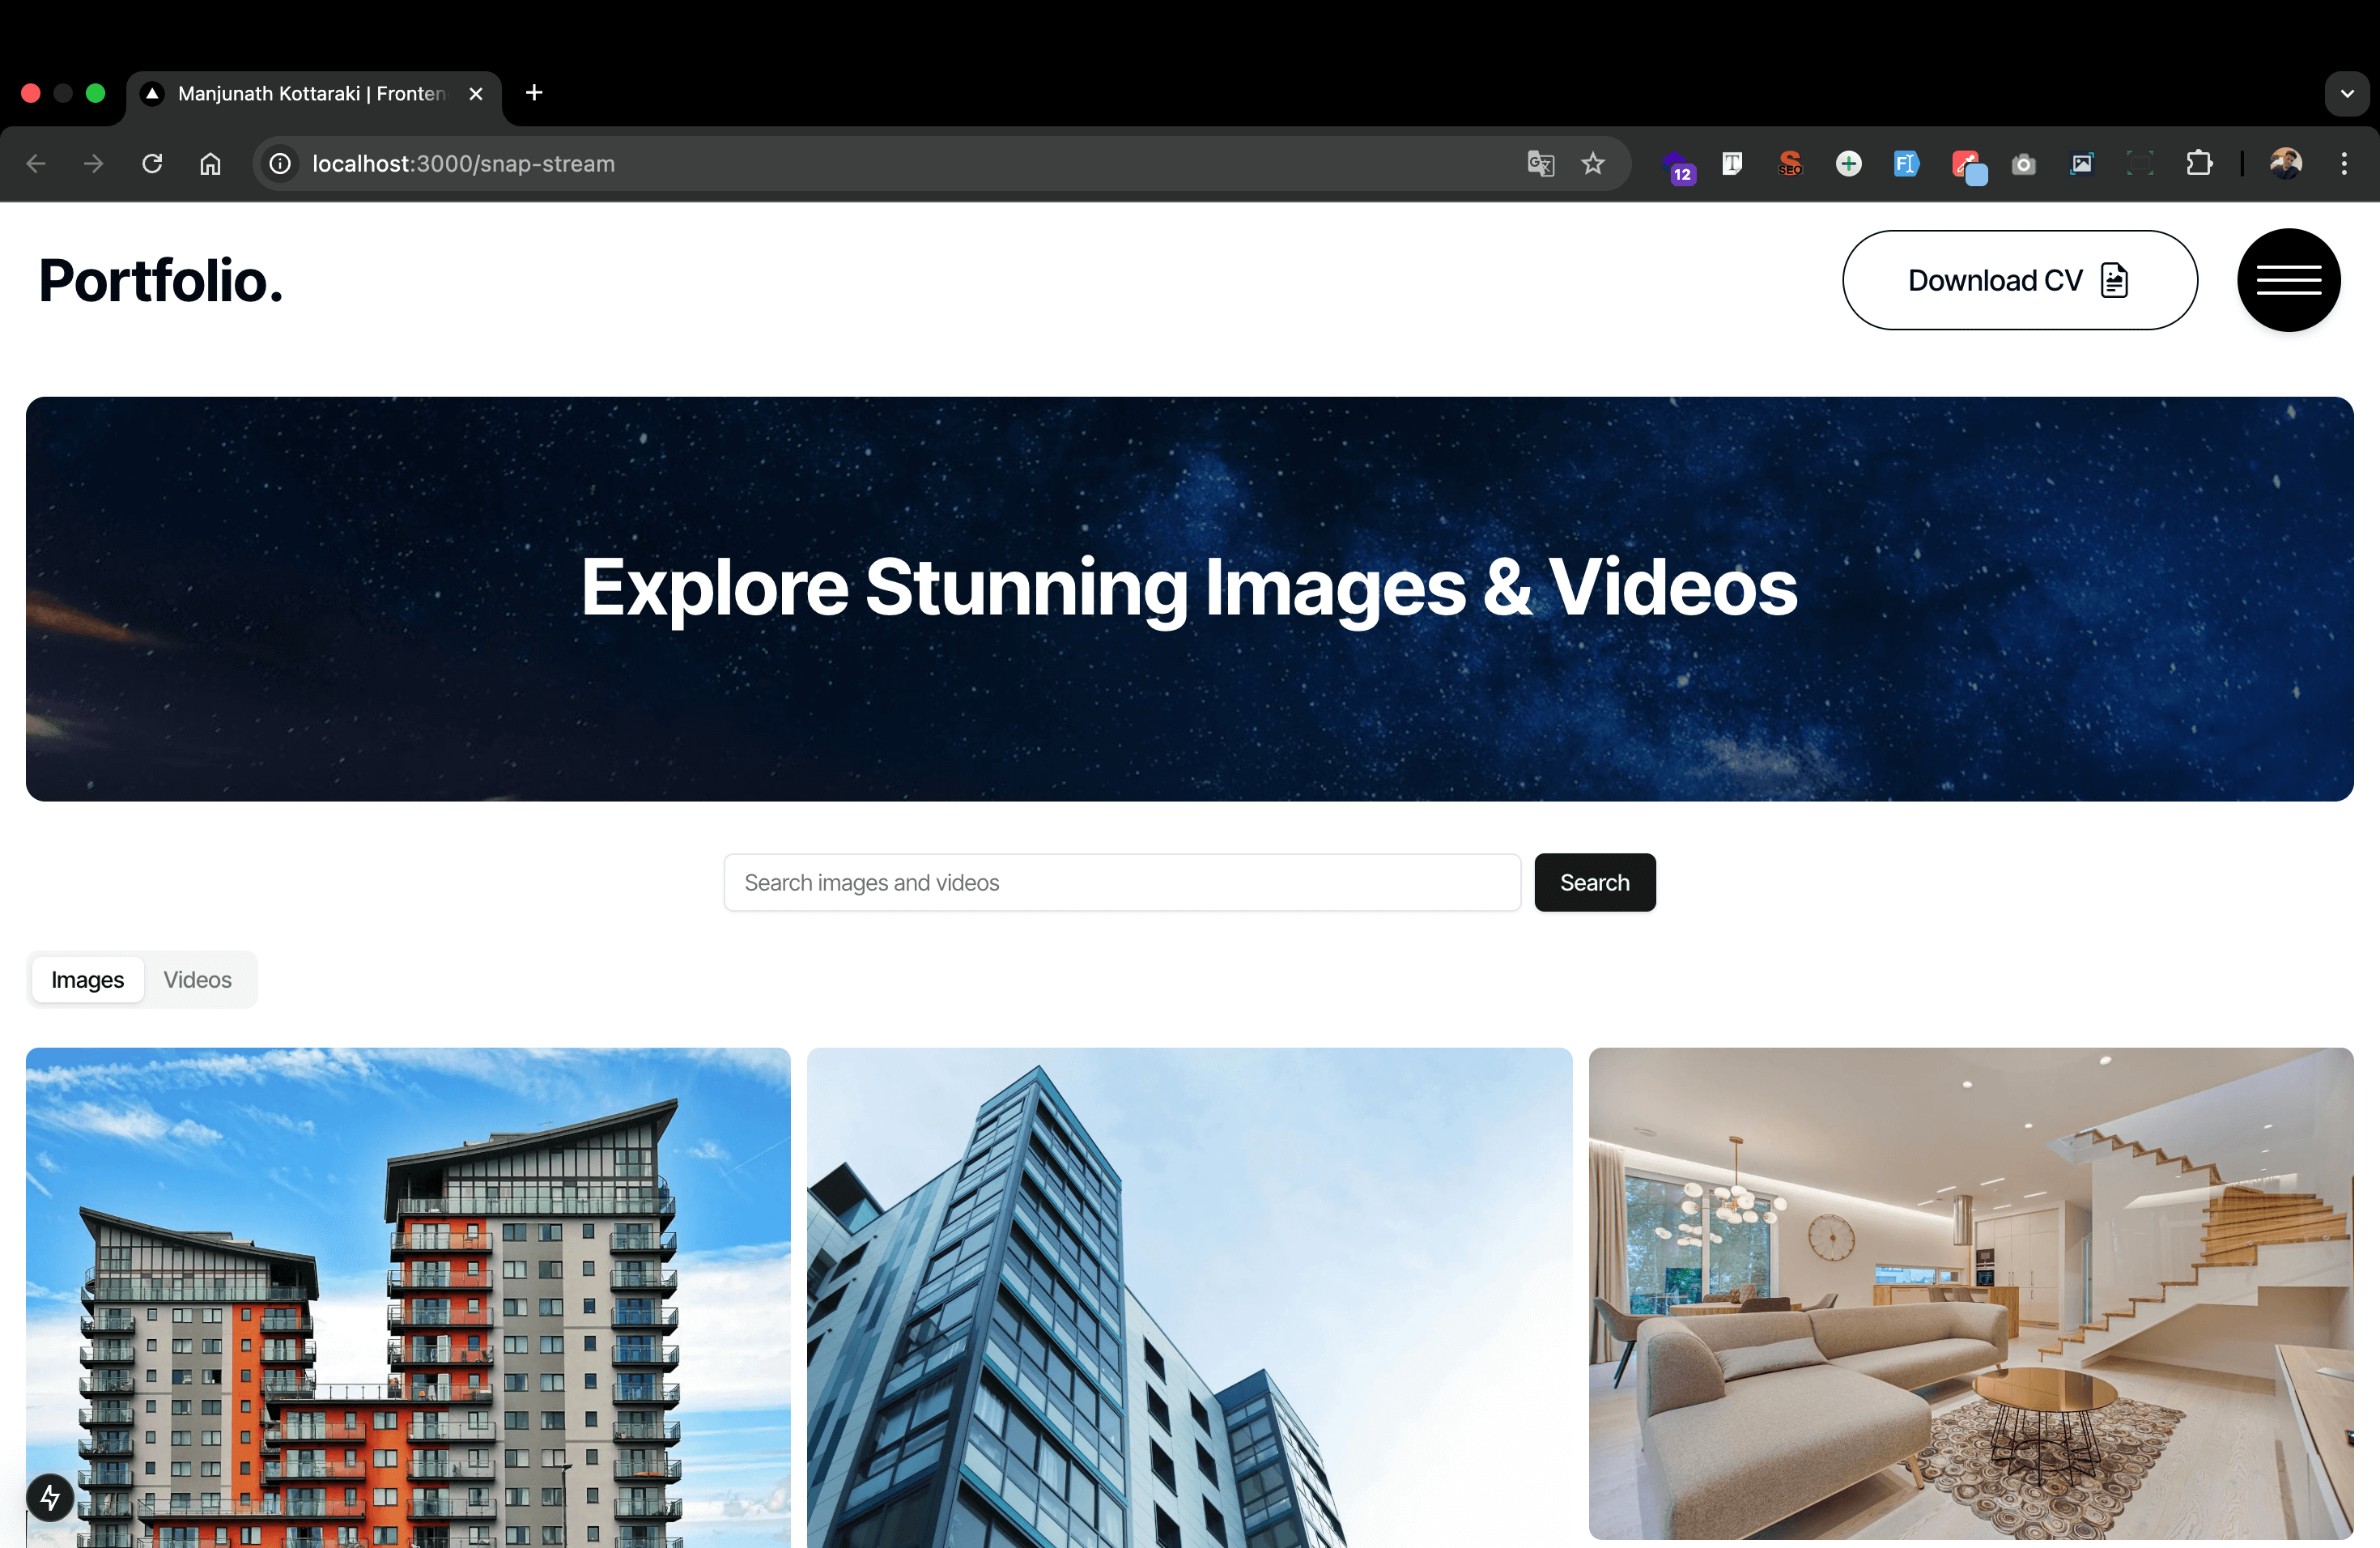 Manjunath Kottaraki | Fronten
localhost:3000/snap-stream
12
T
SEO
Portfolio.
Download CV
Explore Stunning Images & Videos
Search images and videos
Search
Images
Videos